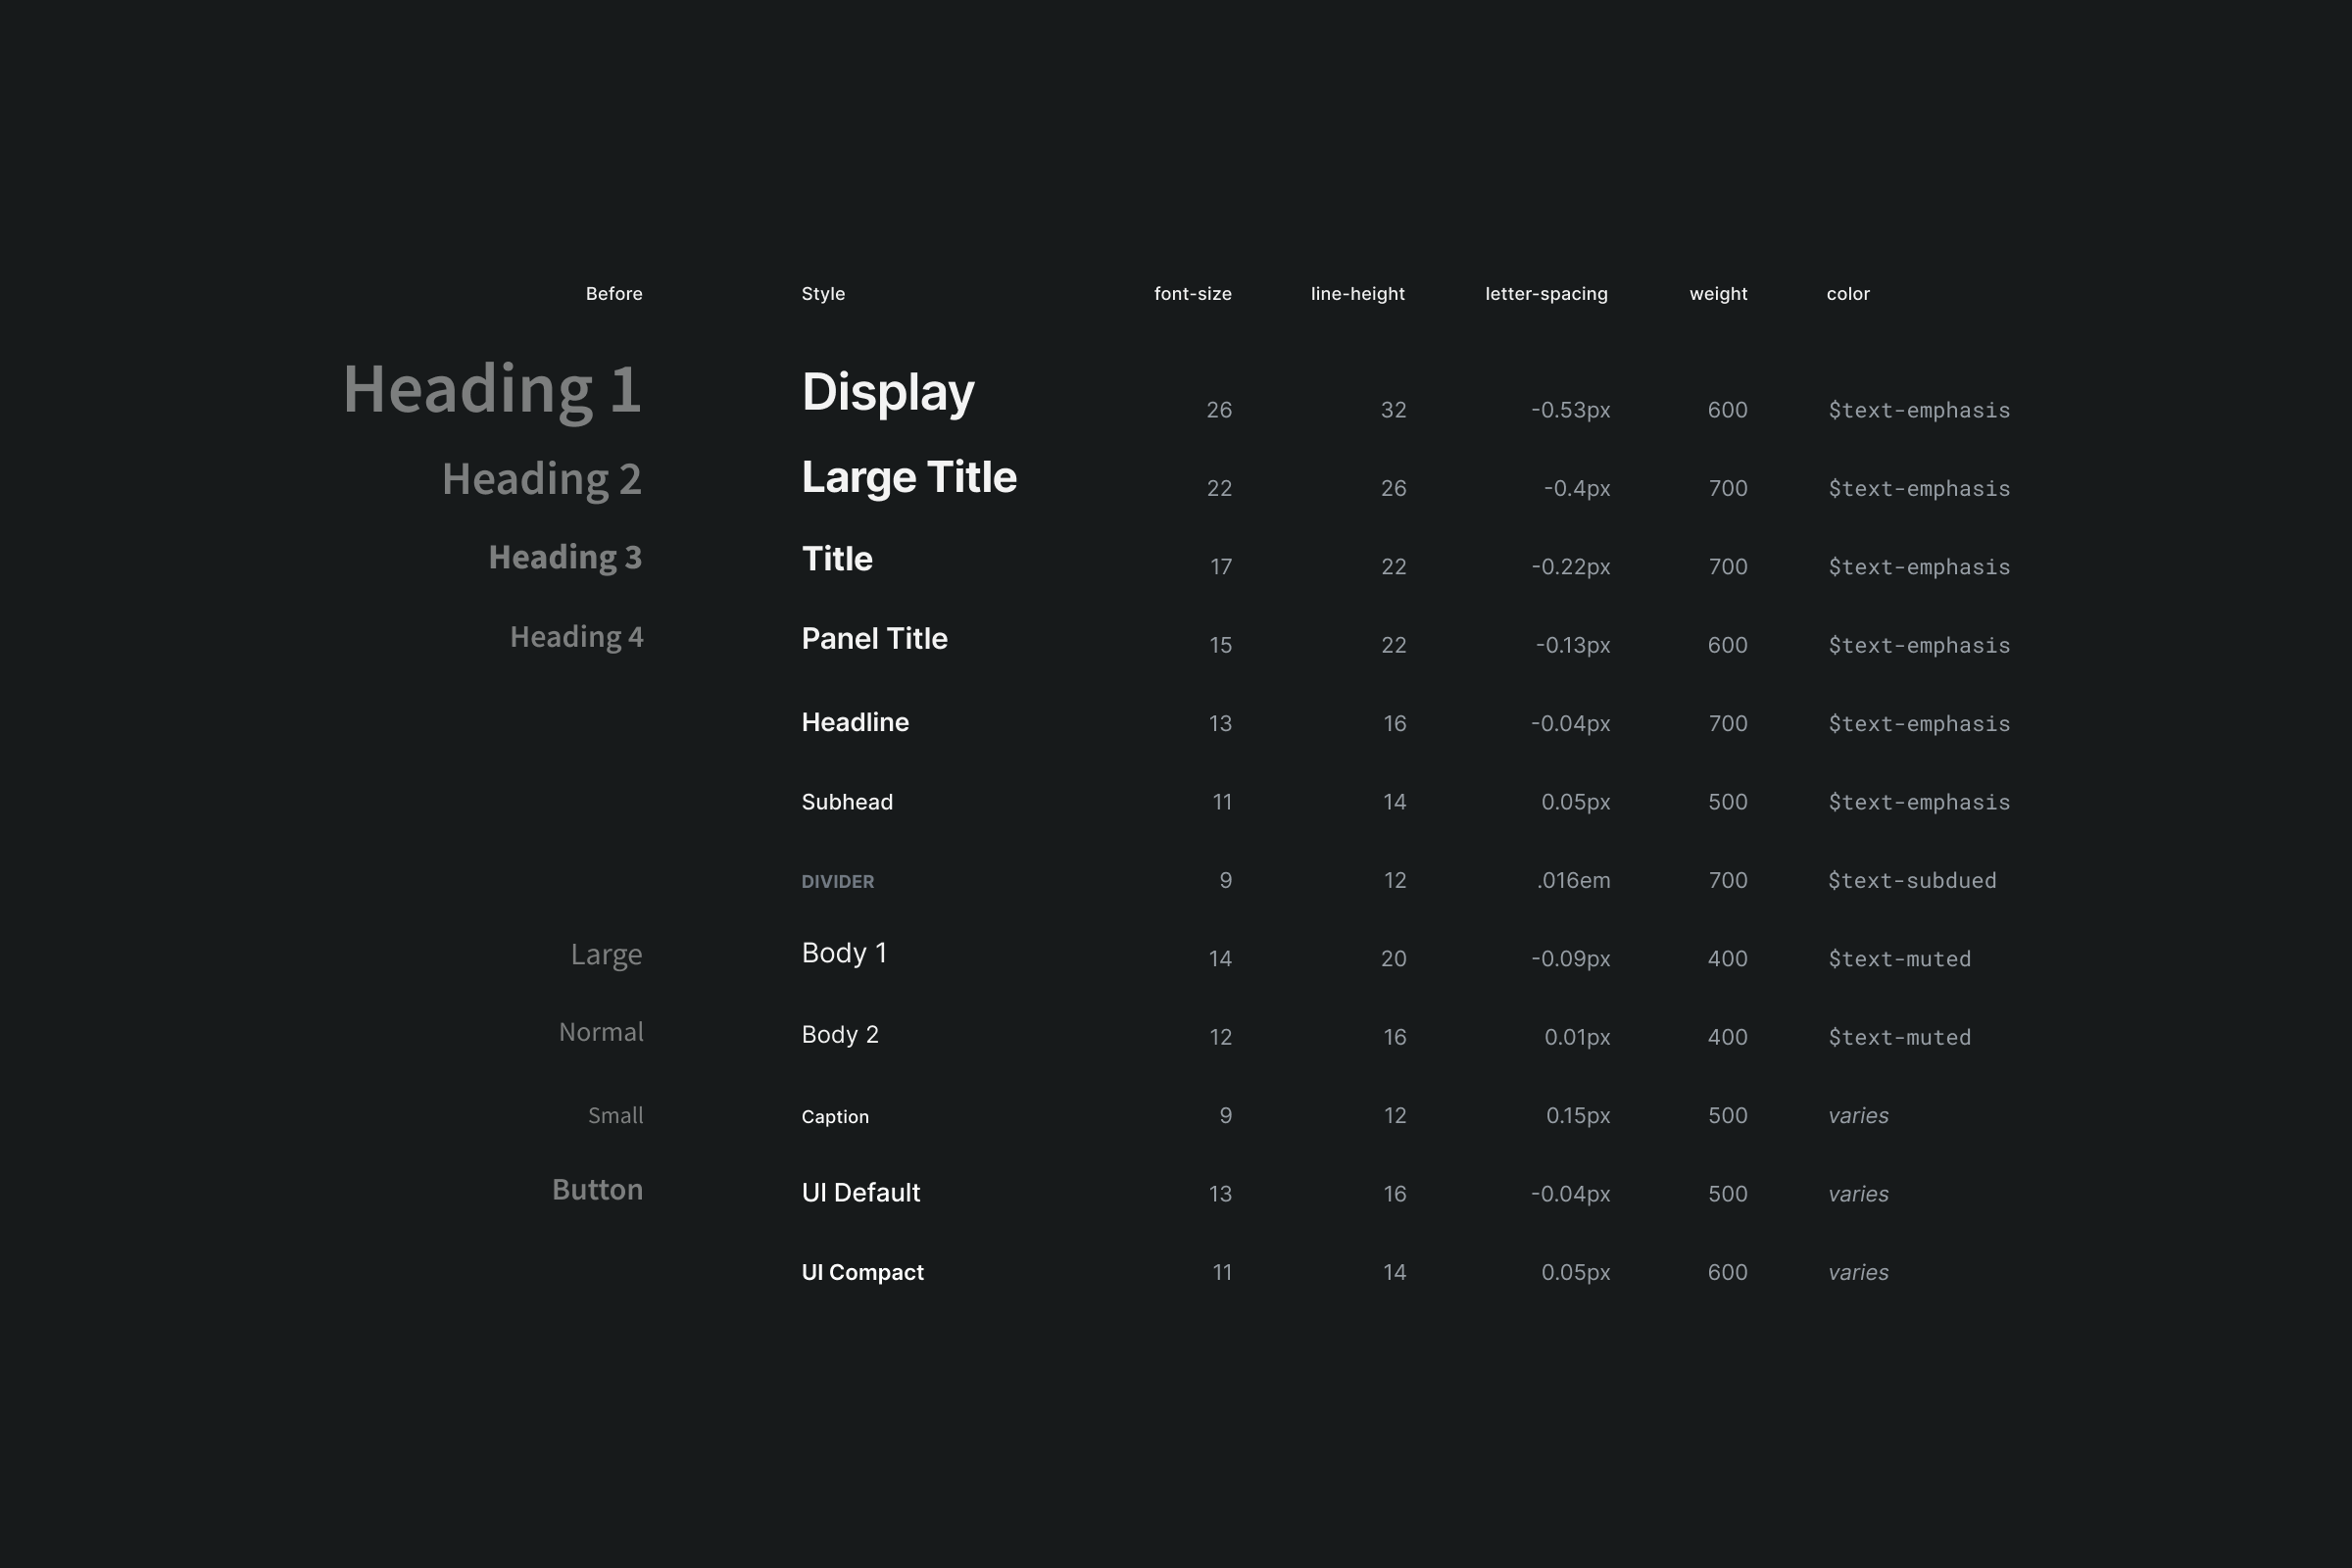 Before Style font-size line-height letter-spacing weight color
Heading 1 Display 26 32 -0.53px 600 $text-emphasis
Heading 2 Large Title 22 26 -0.4px 700 $text-emphasis
Heading 3 Title 17 22 -0.22px 700 $text-emphasis
Heading 4 Panel Title 15 22 -0.13px 600 $text-emphasis
Headline 13 16 -0.04px 700 $text-emphasis
Subhead 11 14 0.05px 500 $text-emphasis
DIVIDER 9 12 .016em 700 $text-subdued
Large Body 1 14 20 -0.09px 400 $text-muted
Normal Body 2 12 16 0.01px 400 $text-muted
Small Caption 9 12 0.15px 500 varies
Button UI Default 13 16 -0.04px 500 varies
UI Compact 11 14 0.05px 600 varies